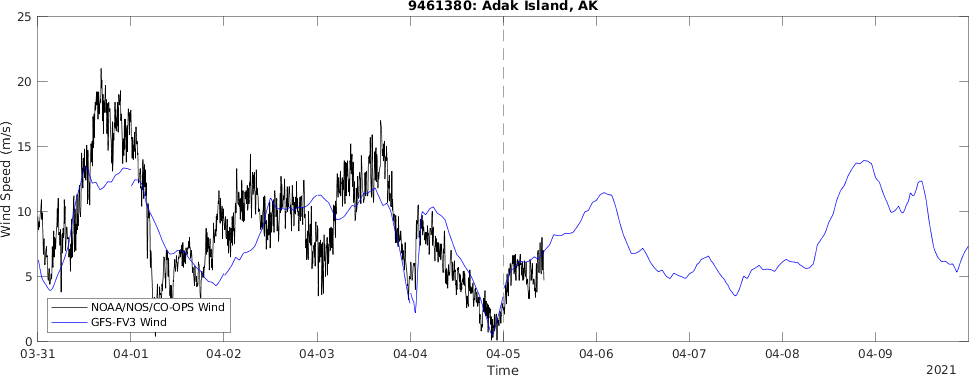 9461380: Adak Island, AK
25
20
15
10
5
0
Wind Speed (m/s)
NOAA/NOS/CO-OPS Wind
GFS-FV3 Wind
03-31 04-01 04-02 04-03 04-04 04-05 04-06 04-07 04-08 04-09
Time
2021